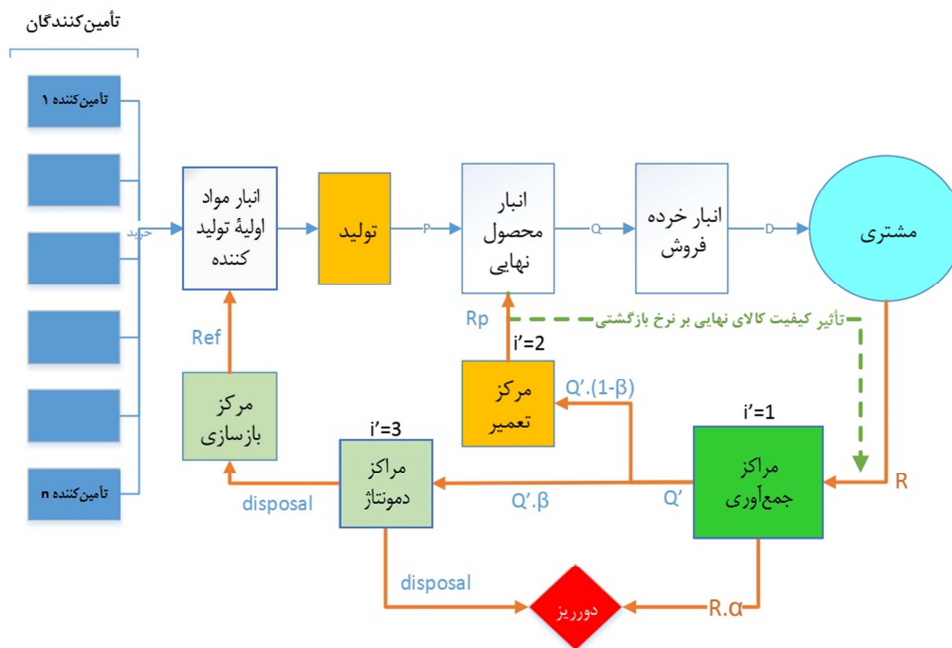 تأمین‌کنندگان
تأمین‌کننده ۱
تأمین‌کننده n
خرید
انبار مواد
اولیهٔ تولید
کننده
تولید
P
انبار
محصول
نهایی
Q
انبار خرده
فروش
D
مشتری
تأثیر کیفیت کالای نهایی بر نرخ بازگشتی
Ref
Rp
i'=2
مرکز
تعمیر
Q'.(1-β)
i'=1
مراکز
جمع‌آوری
R
Q'
Q'.β
i'=3
مراکز
دمونتاژ
disposal
مرکز
بازسازی
disposal
دورریز
R.α